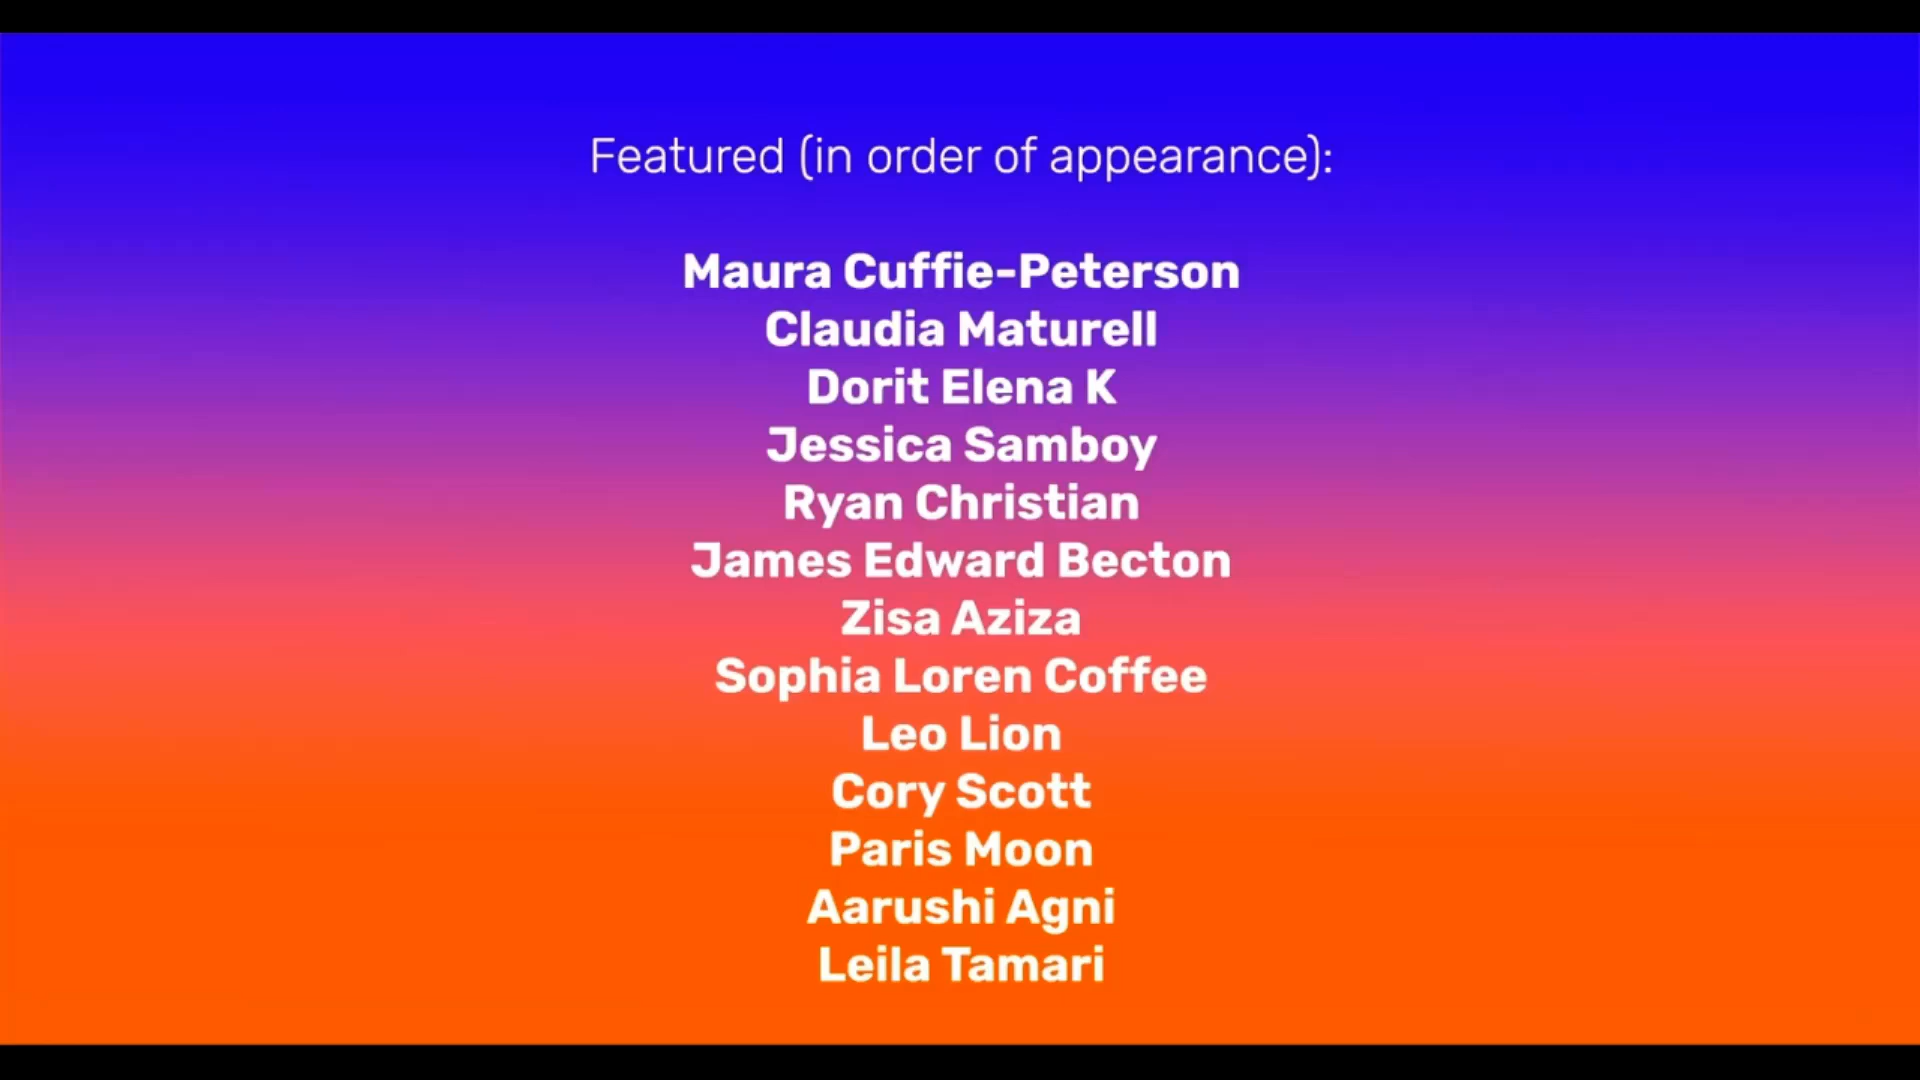 Featured (in order of appearance):
Maura Cuffie-Peterson
Claudia Maturell
Dorit Elena K
Jessica Samboy
Ryan Christian
James Edward Becton
Zisa Aziza
Sophia Loren Coffee
Leo Lion
Cory Scott
Paris Moon
Aarushi Agni
Leila Tamari